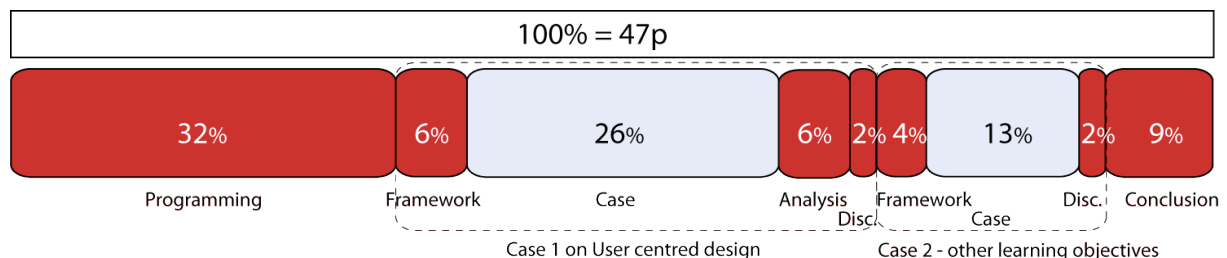 100% = 47p
32% 6% 26% 6% 2% 4% 13% 2% 9%
Programming Framework Case Analysis Framework Disc. Conclusion
Disc. Case
Case 1 on User centred design Case 2 - other learning objectives